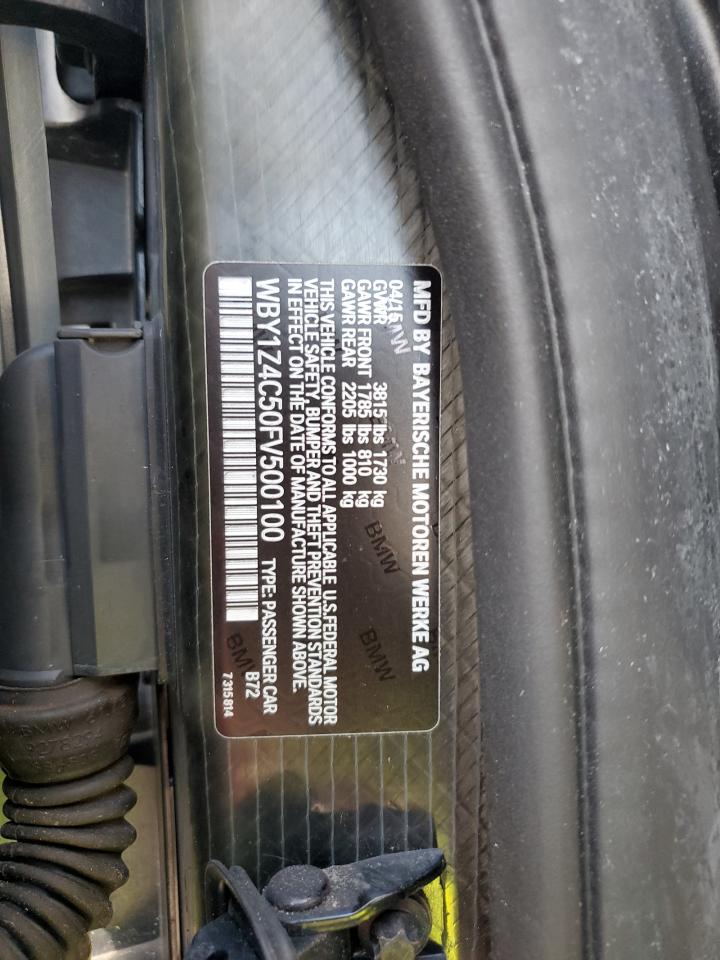 MFD BY BAYERISCHE MOTOREN WERKE AG
04/15
GVWR 3815 lbs 1730 kg
GAWR FRONT 1785 lbs 810 kg
GAWR REAR 2205 lbs 1000 kg
THIS VEHICLE CONFORMS TO ALL APPLICABLE U.S.FEDERAL MOTOR
VEHICLE SAFETY, BUMPER AND THEFT PREVENTION STANDARDS
IN EFFECT ON THE DATE OF MANUFACTURE SHOWN ABOVE.
WBY1Z4C50FV500100 TYPE: PASSENGER CAR
B72
7315814
BMW
BMW
BMW
BMW
BMW